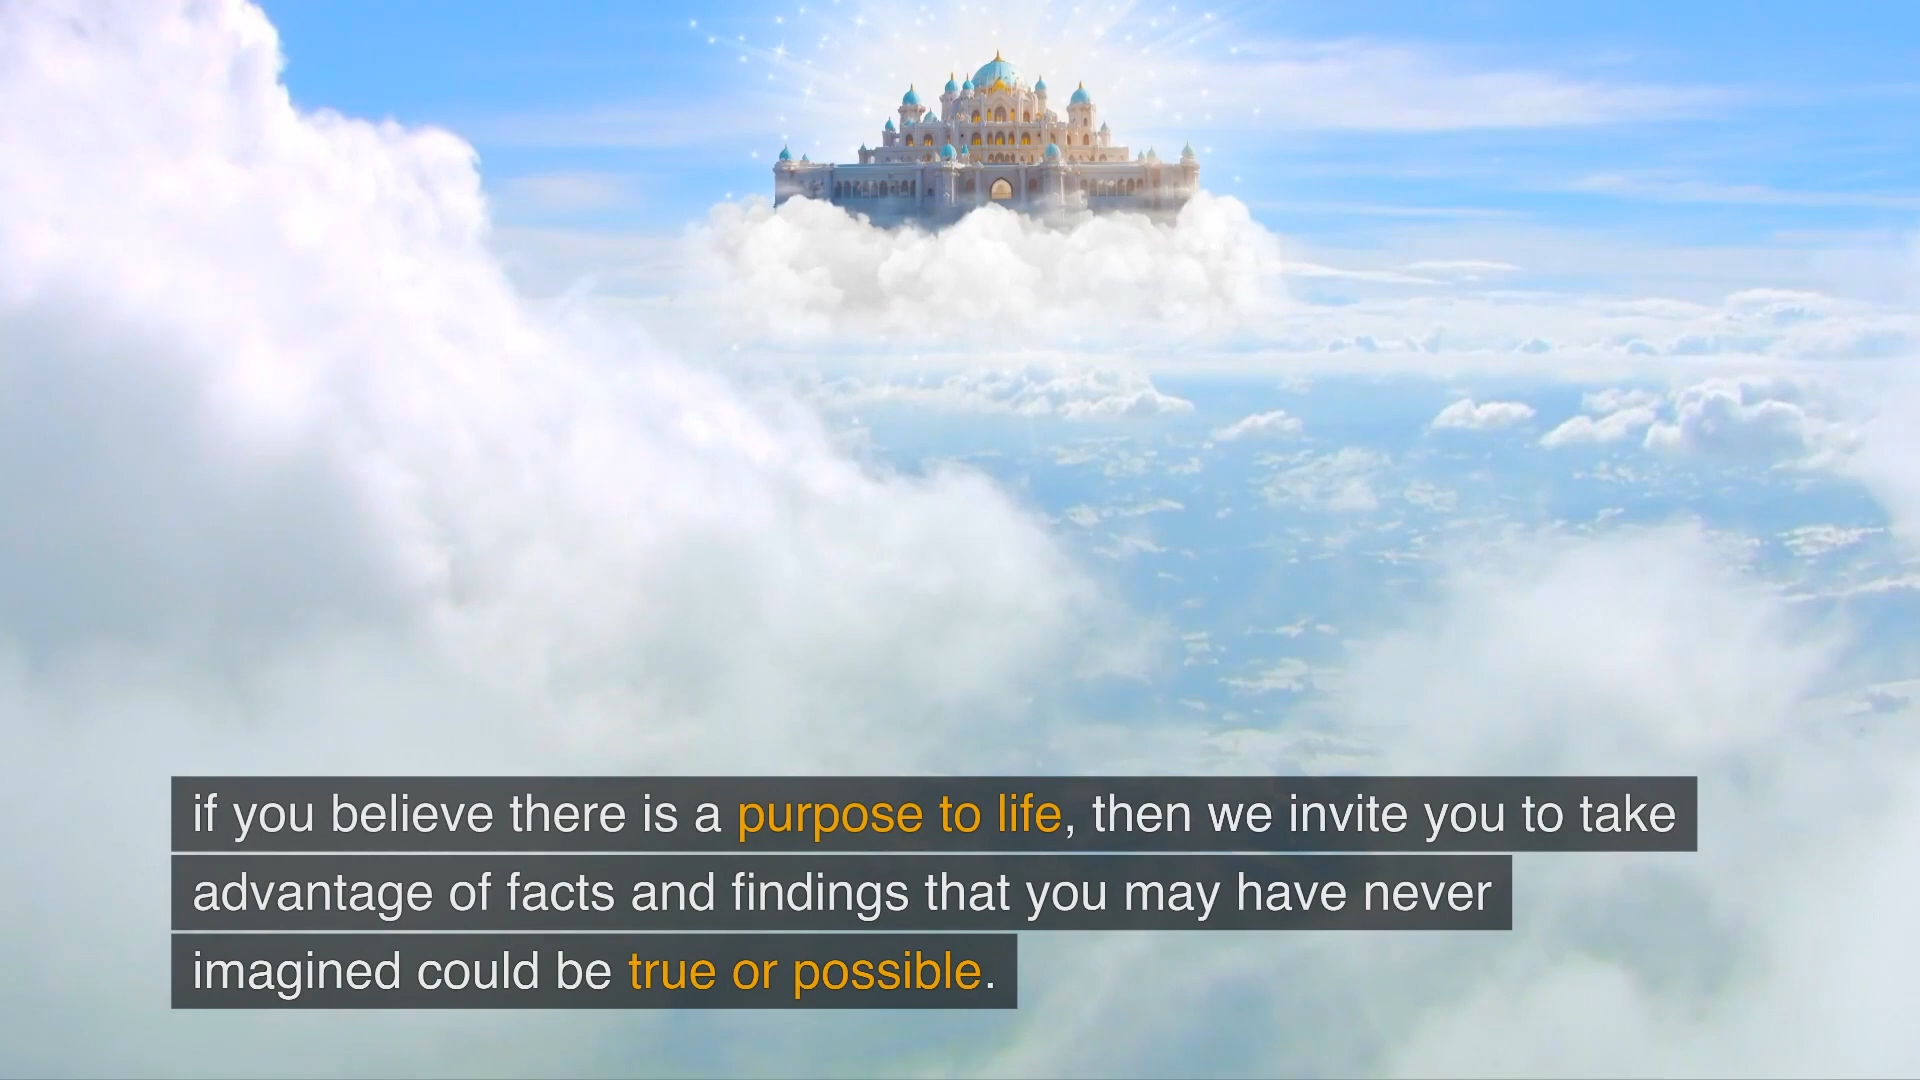 if you believe there is a purpose to life, then we invite you to take
advantage of facts and findings that you may have never
imagined could be true or possible.